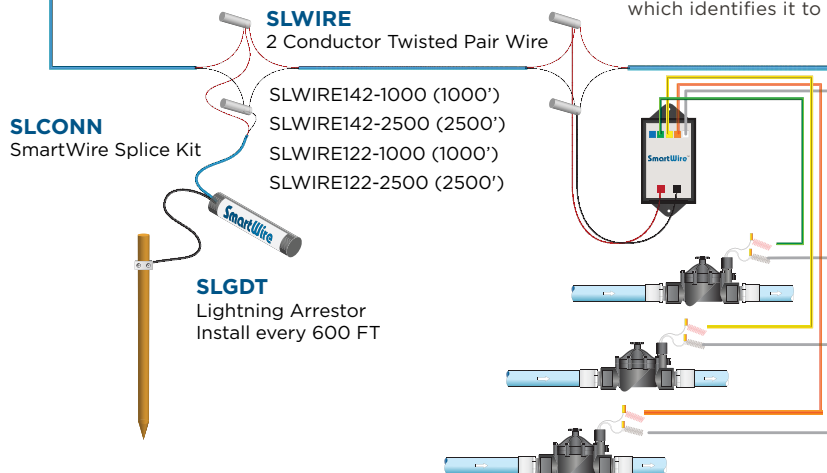 which identifies it to
SLWIRE
2 Conductor Twisted Pair Wire
SLWIRE142-1000 (1000’)
SLWIRE142-2500 (2500’)
SLWIRE122-1000 (1000’)
SLWIRE122-2500 (2500')
SLCONN
SmartWire Splice Kit
SmartWire™
SmartWire
SLGDT
Lightning Arrestor
Install every 600 FT